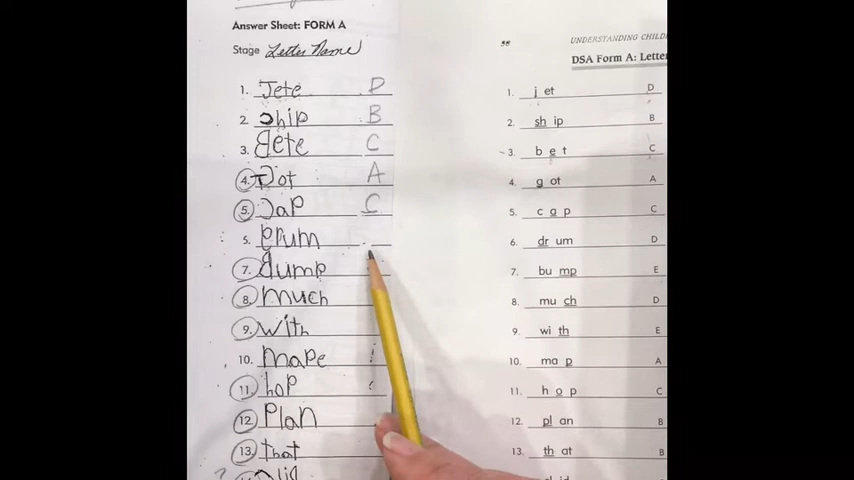 Answer Sheet: FORM A
Stage Letter Name
1. Jete D
2. ship B
3. Bete C
4. Jot A
5. Jap C
5. Drum
7. dump
8. much
9. with
10. mape
11. hop
12. Plan
13. that
58
UNDERSTANDING CHILD
DSA Form A: Letter
1. j et D
2. sh ip B
3. b e t C
4. g ot A
5. c a p C
6. dr um D
7. bu mp E
8. mu ch D
9. wi th E
10. ma p A
11. h o p C
12. pl an B
13. th at B